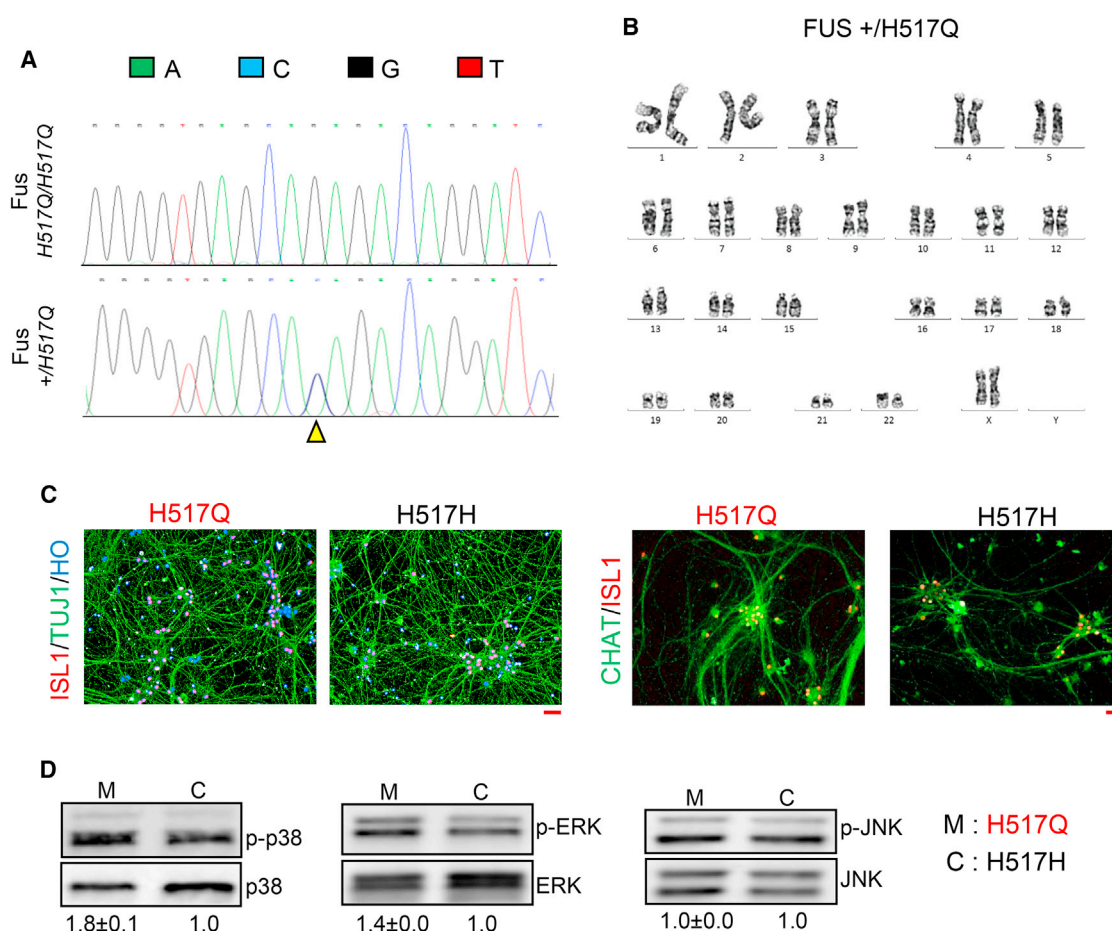 A
A C G T
Fus
H517Q/H517Q
Fus
+/H517Q
B
FUS +/H517Q
1 2 3 4 5
6 7 8 9 10 11 12
13 14 15 16 17 18
19 20 21 22 X Y
C
H517Q H517H H517Q H517H
ISL1/TUJ1/HO
CHAT/ISL1
D
M C M C M C
p-p38 p-ERK p-JNK
p38 ERK JNK
1.8±0.1 1.0 1.4±0.0 1.0 1.0±0.0 1.0
M : H517Q
C : H517H